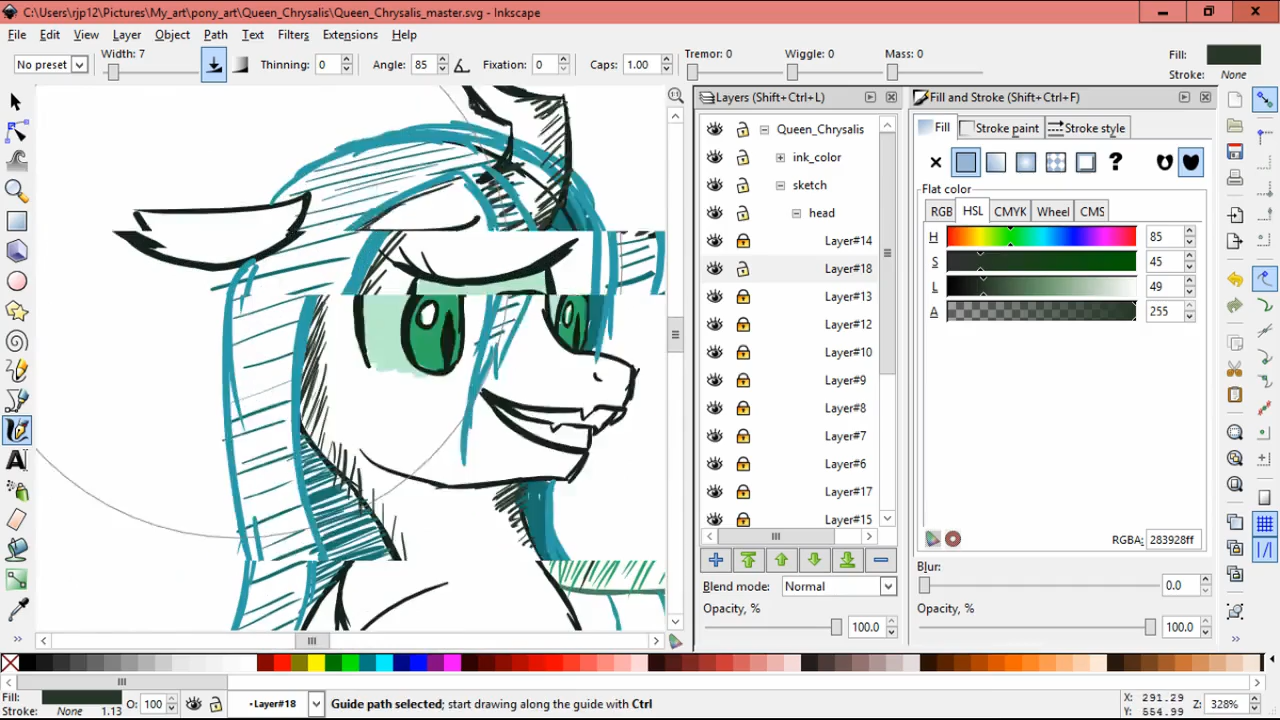 C:\Users\rjp12\Pictures\My_art\pony_art\Queen_Chrysalis\Queen_Chrysalis_master.svg - Inkscape
File Edit View Layer Object Path Text Filters Extensions Help
No preset Width: 7 Thinning: 0 Angle: 85 Fixation: 0 Caps: 1.00 Tremor: 0 Wiggle: 0 Mass: 0 Fill:
Stroke: None
Layers (Shift+Ctrl+L) Fill and Stroke (Shift+Ctrl+F)
Queen_Chrysalis
ink_color
sketch
head
Layer#14
Layer#18
Layer#13
Layer#12
Layer#10
Layer#9
Layer#8
Layer#7
Layer#6
Layer#17
Layer#15
Blend mode: Normal
Opacity, % 100.0
Fill Stroke paint Stroke style
?
Flat color
RGB HSL CMYK Wheel CMS
H 85
S 45
L 49
A 255
RGBA: 283928ff
Blur:
0.0
Opacity, %
100.0
Fill: O: 100 Layer#18 Guide path selected; start drawing along the guide with Ctrl X: 291.29 Z: 328%
Stroke: None 1.13 Y: 554.99